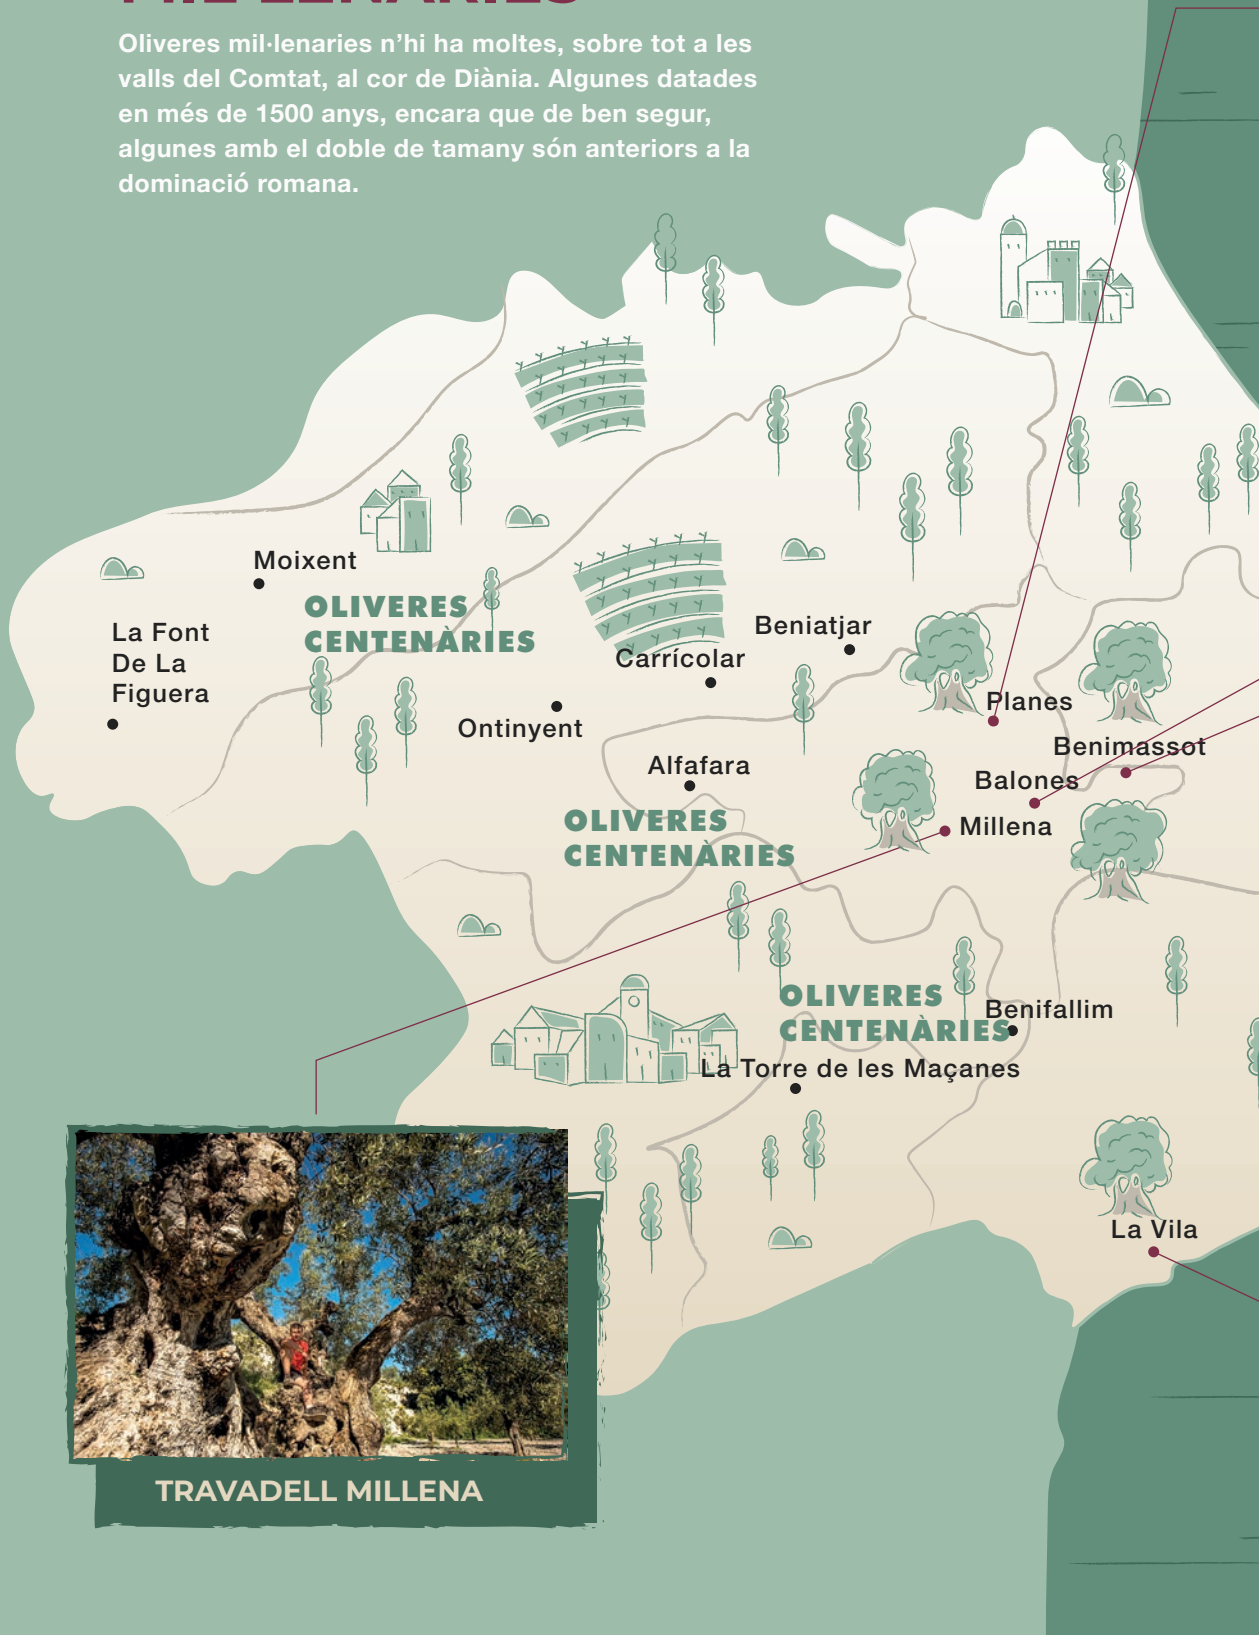 Oliveres mil·lenaries n’hi ha moltes, sobre tot a les
valls del Comtat, al cor de Diània. Algunes datades
en més de 1500 anys, encara que de ben segur,
algunes amb el doble de tamany són anteriors a la
dominació romana.
Moixent
OLIVERES
CENTENÀRIES
La Font
De La
Figuera
Beniatjar
Carrícolar
Ontinyent
Planes
Benimassot
Alfafara
Balones
OLIVERES
CENTENÀRIES
Millena
OLIVERES
CENTENÀRIES
Benifallim
La Torre de les Maçanes
La Vila
TRAVADELL MILLENA